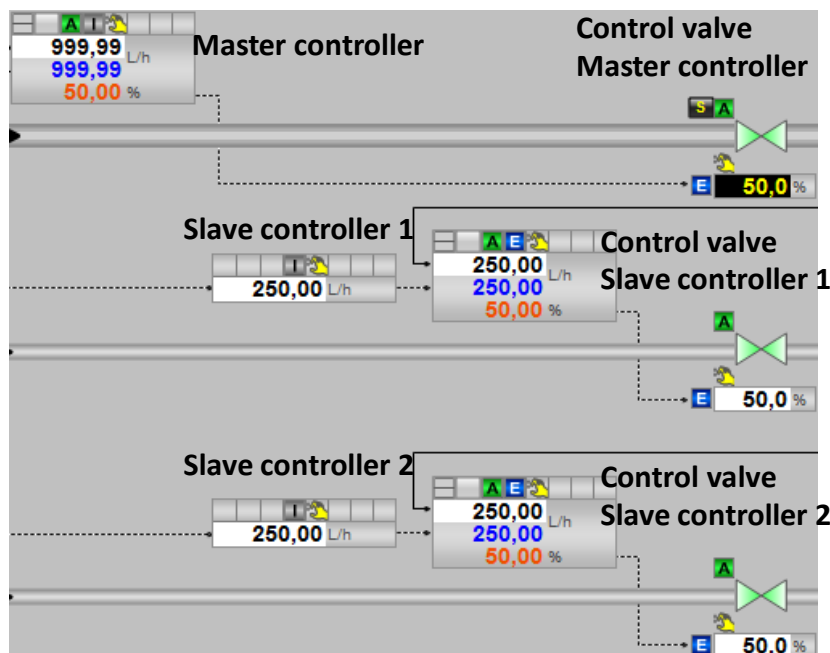 A I
999,99 L/h
999,99
50,00 %
Master controller
Control valve
Master controller
S A
E 50,0 %
Slave controller 1
I
250,00 L/h
A E
250,00 L/h
250,00
50,00 %
Control valve
Slave controller 1
A
E 50,0 %
Slave controller 2
I
250,00 L/h
A E
250,00 L/h
250,00
50,00 %
Control valve
Slave controller 2
A
E 50,0 %